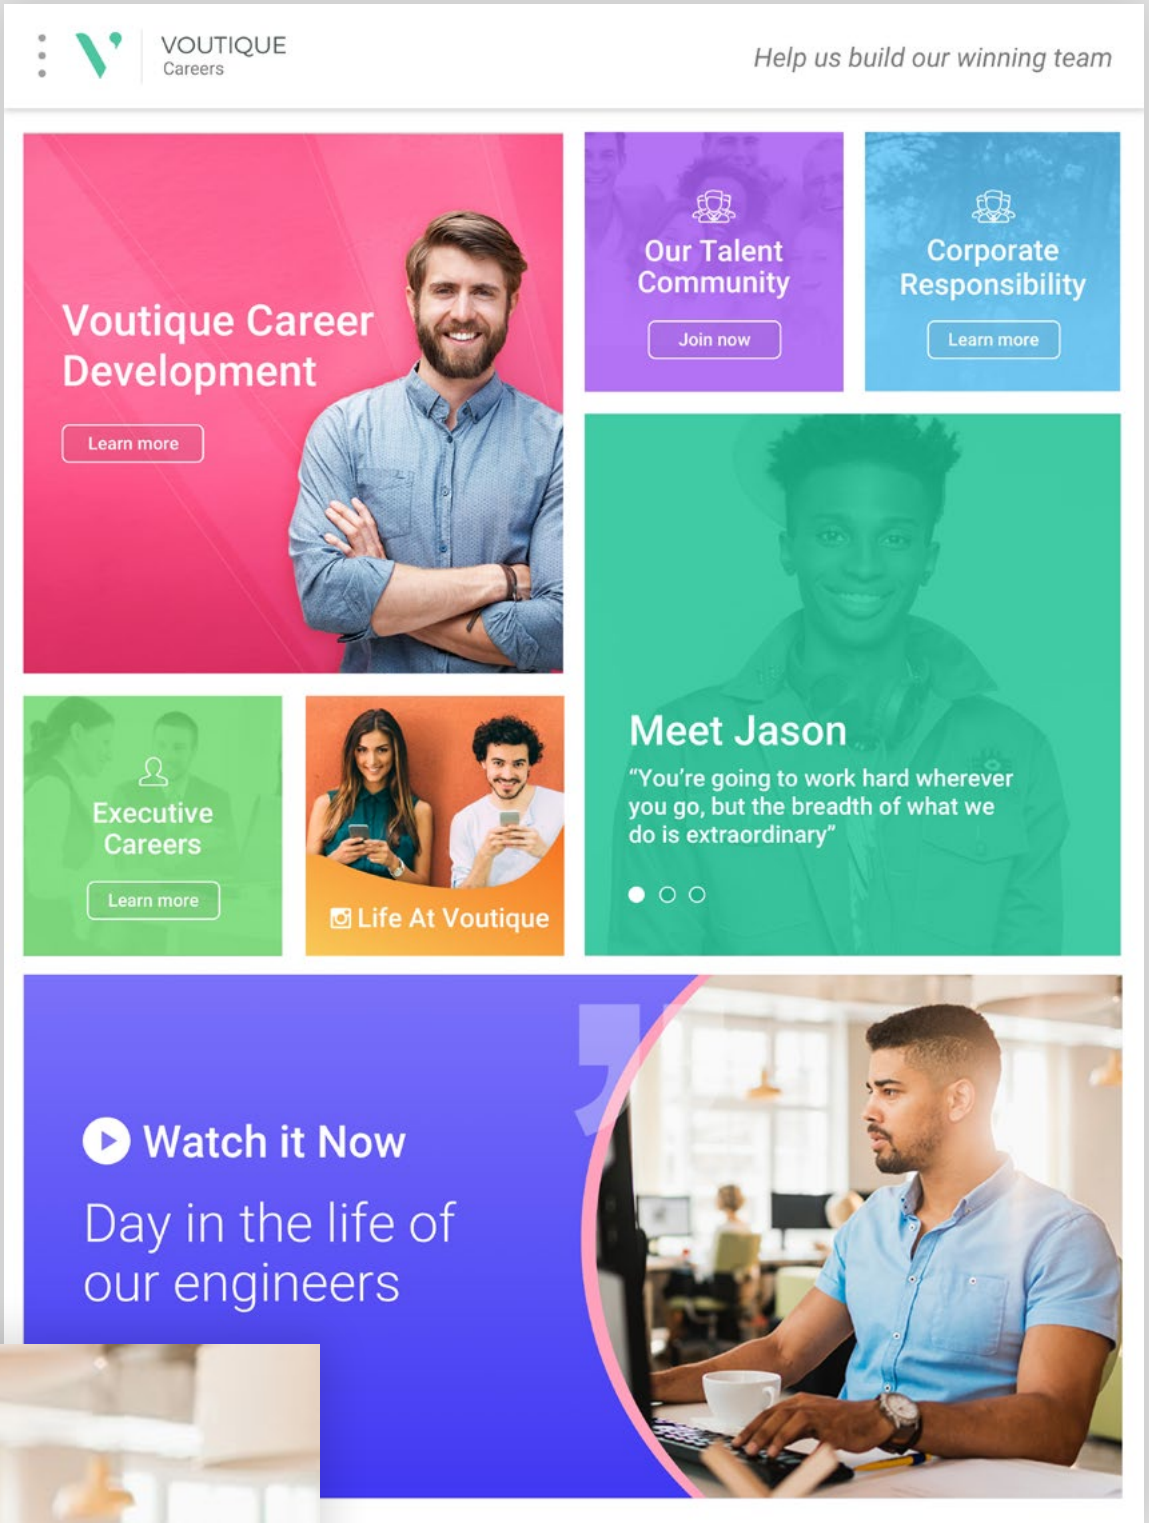 VOUTIQUE
Careers
Help us build our winning team
Voutique Career
Development
Learn more
Our Talent
Community
Join now
Corporate
Responsibility
Learn more
Meet Jason
“You’re going to work hard wherever
you go, but the breadth of what we
do is extraordinary”
Executive
Careers
Learn more
Life At Voutique
Watch it Now
Day in the life of
our engineers